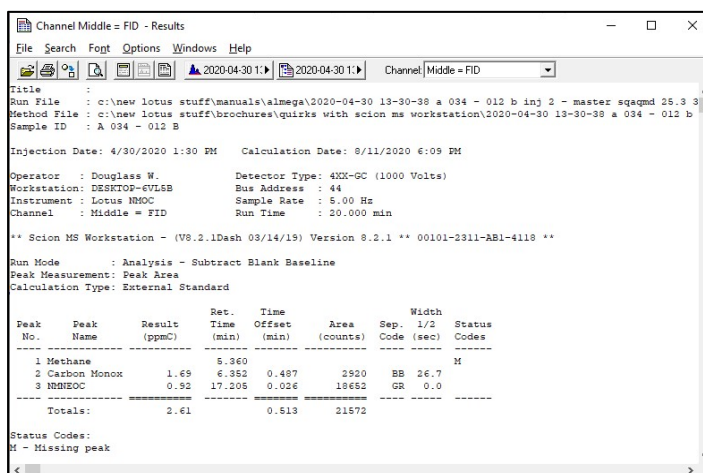 Channel Middle = FID - Results
File Search Font Options Windows Help
2020-04-30 1: 2020-04-30 1: Channel: Middle = FID
Title :
Run File : c:\new lotus stuff\manuals\almega\2020-04-30 13-30-38 a 034 - 012 b inj 2 - master sqaqmd 25.3 3
Method File : c:\new lotus stuff\brochures\quirks with scion ms workstation\2020-04-30 13-30-38 a 034 - 012 b
Sample ID : A 034 - 012 B
Injection Date: 4/30/2020 1:30 PM Calculation Date: 8/11/2020 6:09 PM
Operator : Douglass W. Detector Type: 4XX-GC (1000 Volts)
Workstation: DESKTOP-6VL5B Bus Address : 44
Instrument : Lotus NMOC Sample Rate : 5.00 Hz
Channel : Middle = FID Run Time : 20.000 min
** Scion MS Workstation - (V8.2.1Dash 03/14/19) Version 8.2.1 ** 00101-2311-AB1-4118 **
Run Mode : Analysis - Subtract Blank Baseline
Peak Measurement: Peak Area
Calculation Type: External Standard
Ret. Time Width
Peak Peak Result Time Offset Area Sep. 1/2 Status
No. Name (ppmC) (min) (min) (counts) Code (sec) Codes
1 Methane 5.360 M
2 Carbon Monox 1.69 6.352 0.487 2920 BB 26.7
3 NMNEOC 0.92 17.205 0.026 18652 GR 0.0
Totals: 2.61 0.513 21572
Status Codes:
M - Missing peak